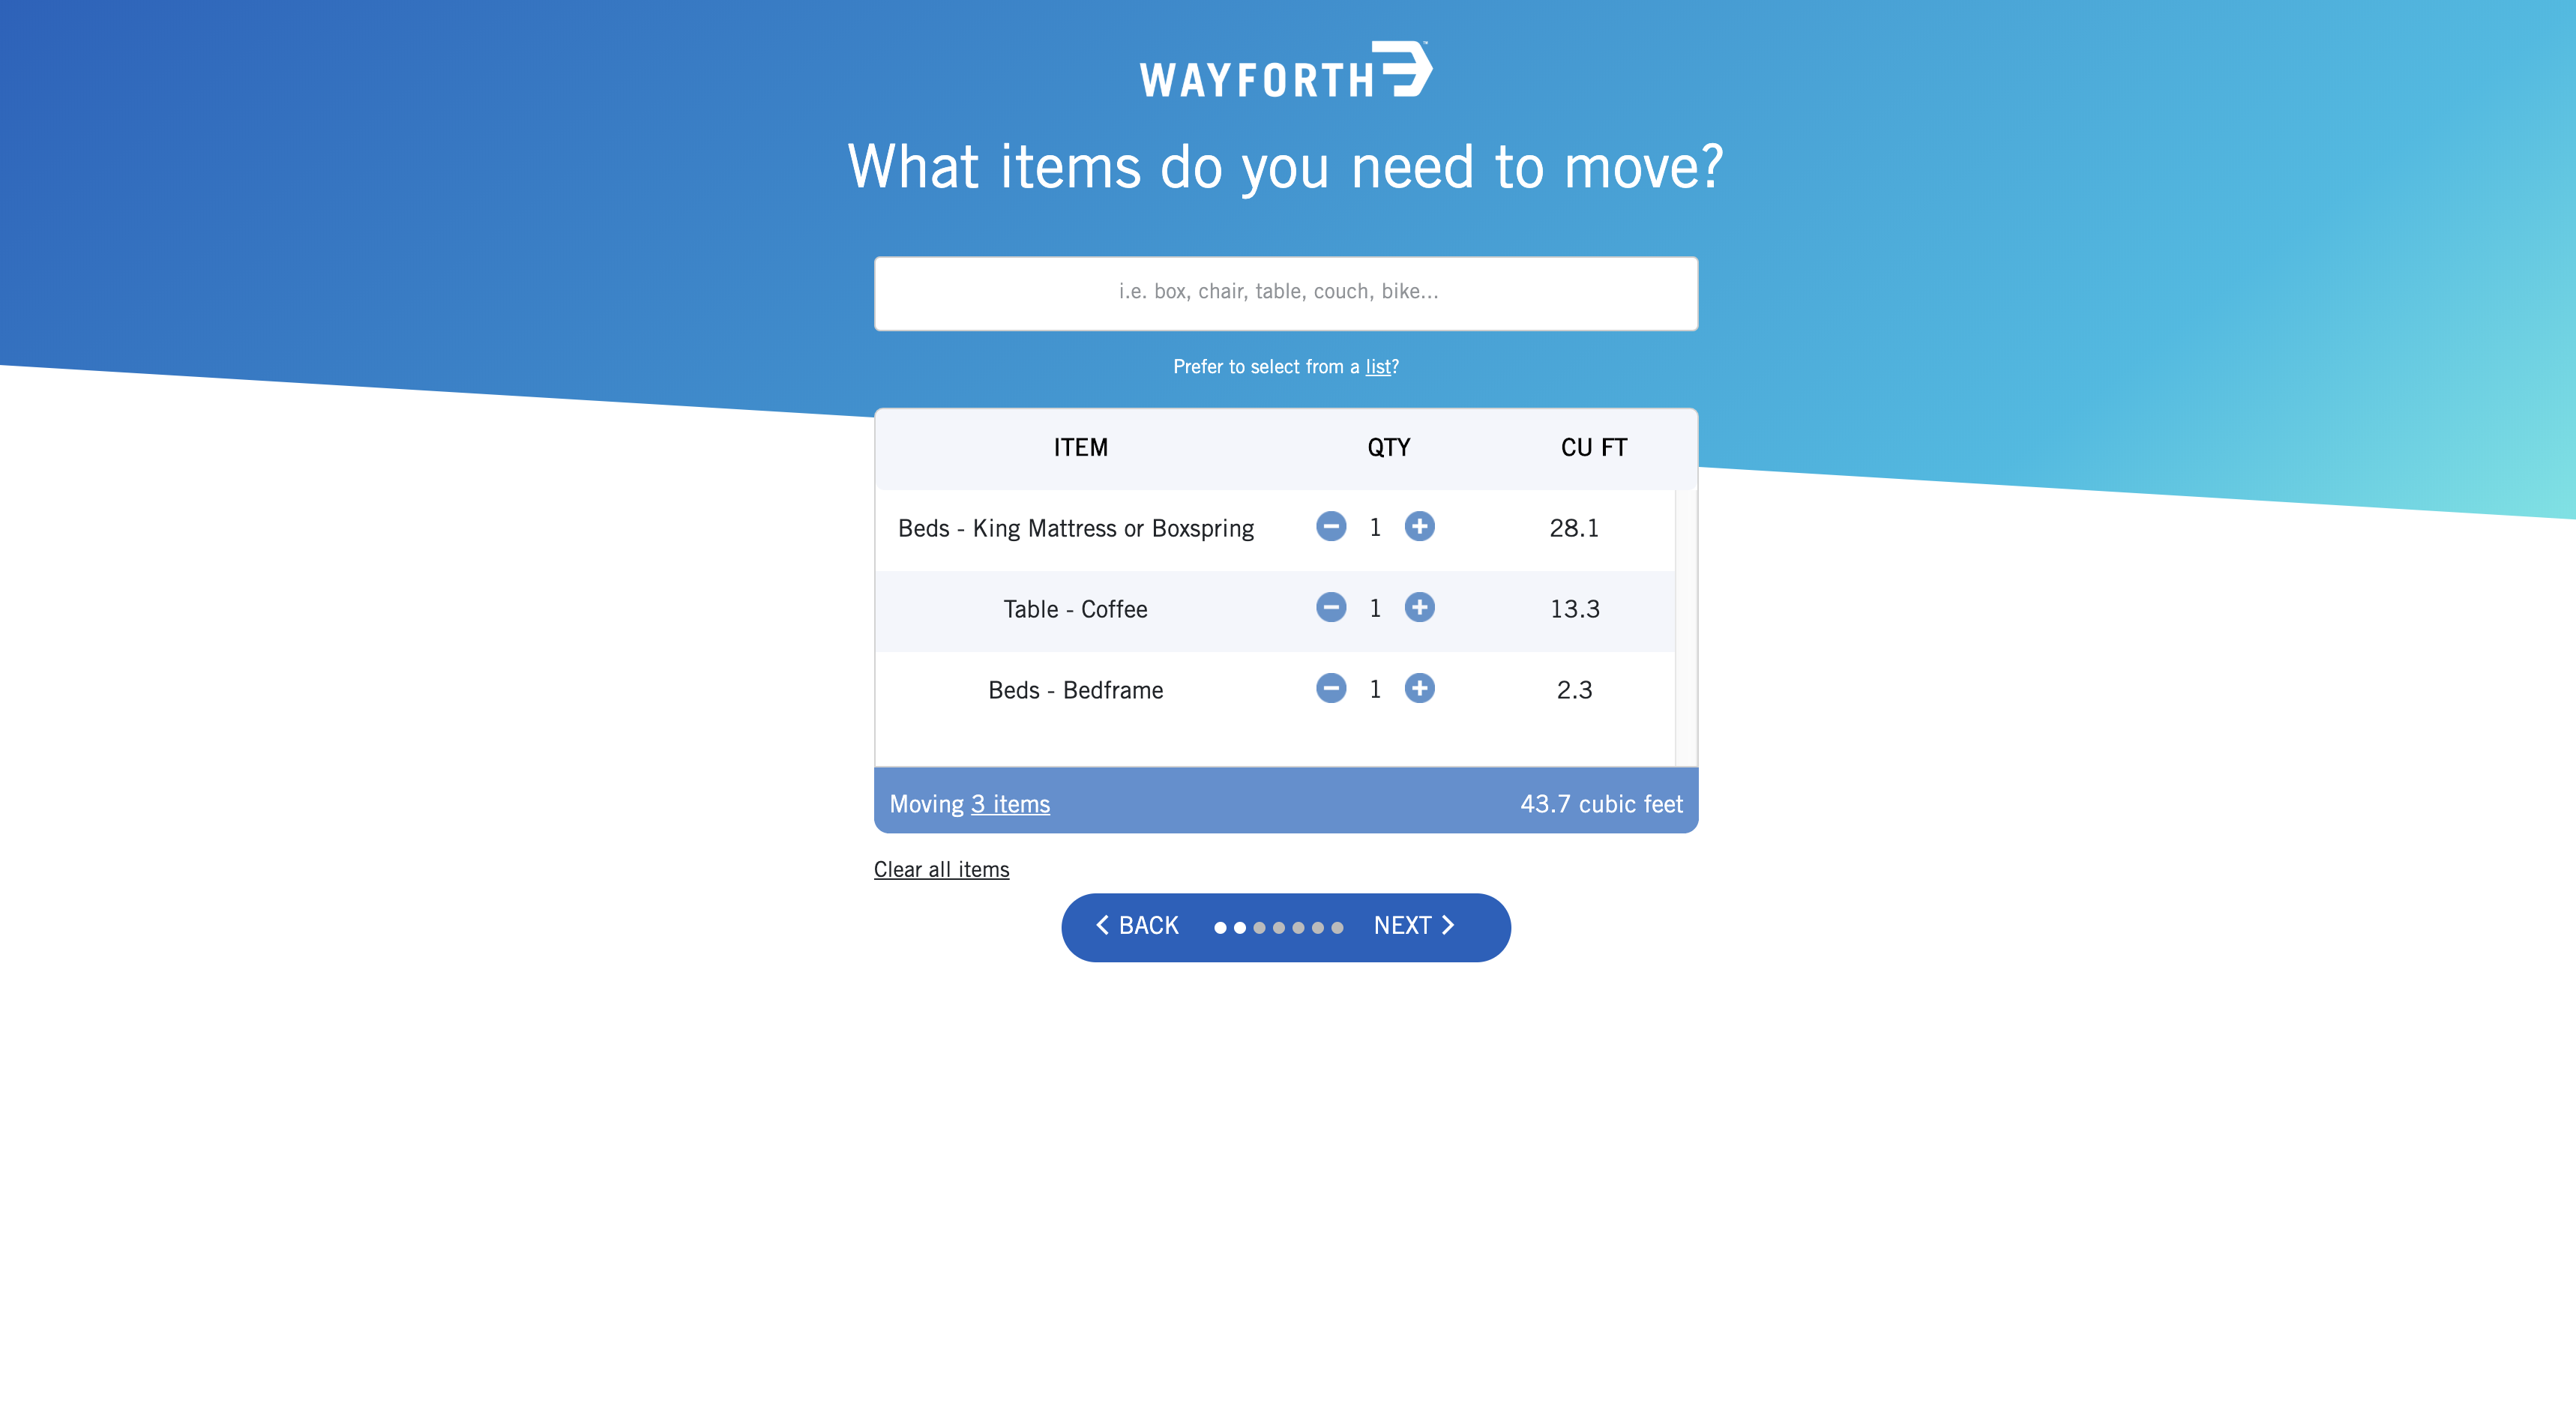 WAYFORTH
What items do you need to move?
i.e. box, chair, table, couch, bike...
Prefer to select from a list?
ITEM QTY CU FT
Beds - King Mattress or Boxspring 1 28.1
Table - Coffee 1 13.3
Beds - Bedframe 1 2.3
Moving 3 items 43.7 cubic feet
Clear all items
BACK NEXT